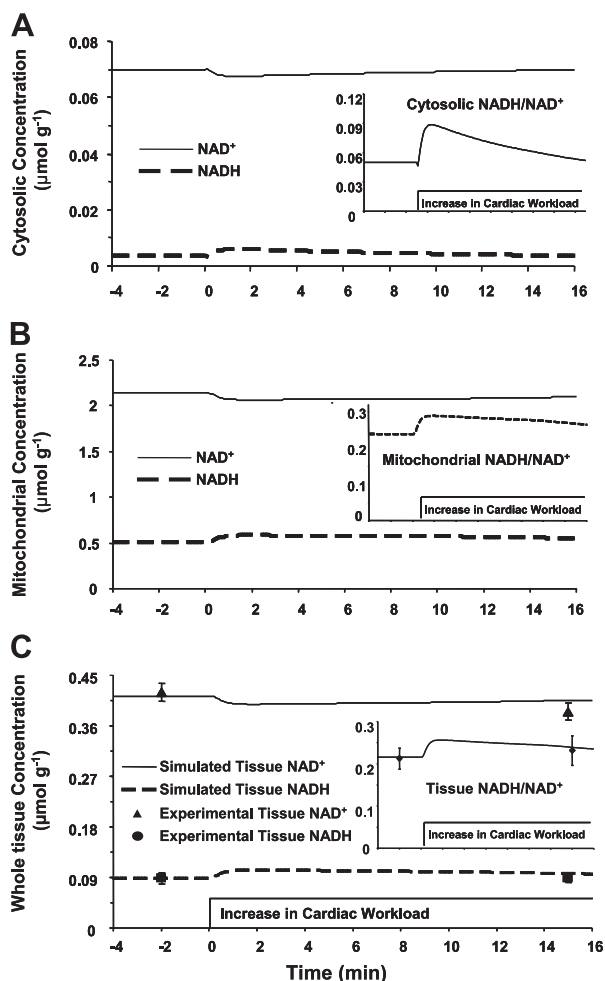 A
Cytosolic Concentration
(μmol g⁻¹)
0.08
0.06
0.04
0.02
0
NAD⁺
NADH
0.12
0.09
0.06
0.03
0
Cytosolic NADH/NAD⁺
Increase in Cardiac Workload
-4 -2 0 2 4 6 8 10 12 14 16
B
Mitochondrial Concentration
(μmol g⁻¹)
2.5
2
1.5
1
0.5
0
NAD⁺
NADH
0.3
0.2
0.1
0
Mitochondrial NADH/NAD⁺
Increase in Cardiac Workload
-4 -2 0 2 4 6 8 10 12 14 16
C
Whole tissue Concentration
(μmol g⁻¹)
0.45
0.36
0.27
0.18
0.09
0
Simulated Tissue NAD⁺
Simulated Tissue NADH
Experimental Tissue NAD⁺
Experimental Tissue NADH
0.3
0.2
0.1
0
Tissue NADH/NAD⁺
Increase in Cardiac Workload
Increase in Cardiac Workload
-4 -2 0 2 4 6 8 10 12 14 16
Time (min)